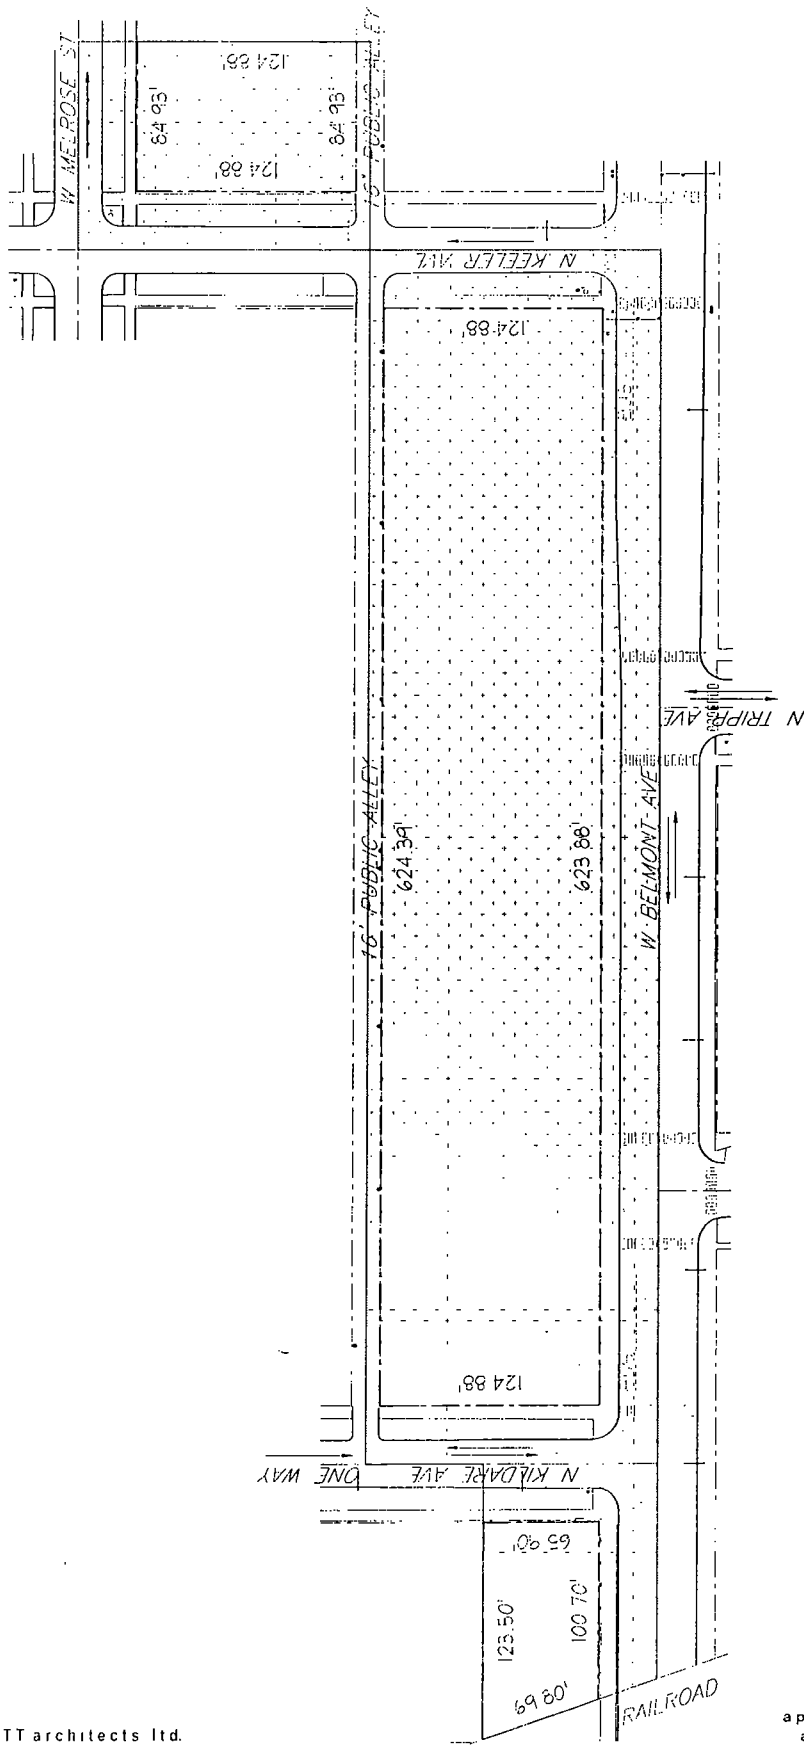 W MELROSE ST
124 88'
84 93'
84 93'
124 88'
16' PUBLIC ALLEY
N KEELER AVE
124 88'
N TRIPP AVE
16' PUBLIC ALLEY
624.39'
623 88'
W BELMONT AVE
124 88'
ONE WAY
N KILDARE AVE
65 90'
123.50'
100 70'
69 80'
RAILROAD
TT architects ltd.
ap
a